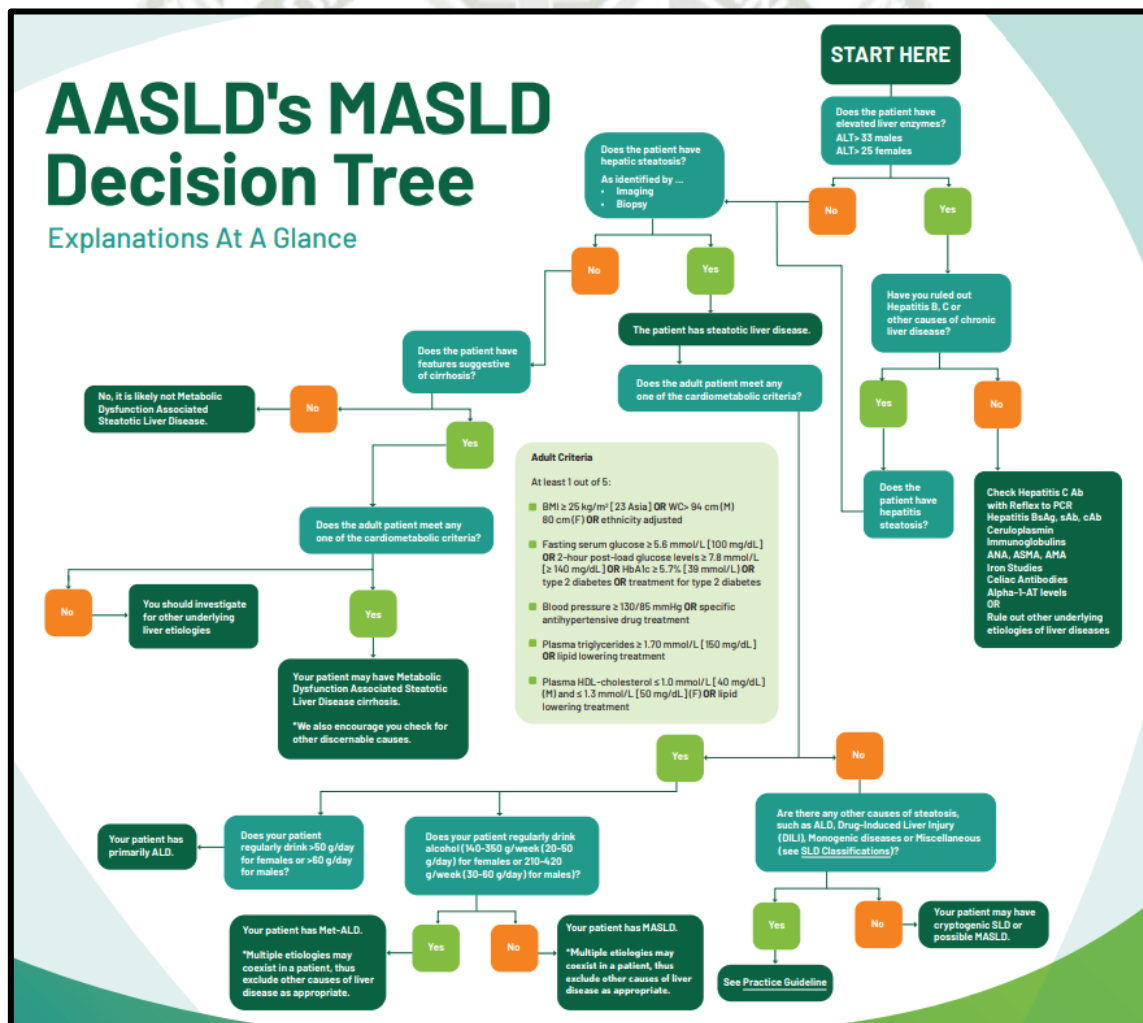 AASLD's MASLD
Decision Tree
Explanations At A Glance
START HERE
Does the patient have
elevated liver enzymes?
ALT> 33 males
ALT> 25 females
No
Yes
Does the patient have
hepatic steatosis?
As identified by ...
• Imaging
• Biopsy
No
Yes
Have you ruled out
Hepatitis B, C or
other causes of chronic
liver disease?
Yes
No
Does the
patient have
hepatitis
steatosis?
Check Hepatitis C Ab
with Reflex to PCR
Hepatitis BsAg, sAb, cAb
Ceruloplasmin
Immunoglobulins
ANA, ASMA, AMA
Iron Studies
Celiac Antibodies
Alpha-1-AT levels
OR
Rule out other underlying
etiologies of liver diseases
The patient has steatotic liver disease.
Does the adult patient meet any
one of the cardiometabolic criteria?
Does the patient have
features suggestive
of cirrhosis?
No
Yes
No, it is likely not Metabolic
Dysfunction Associated
Steatotic Liver Disease.
Does the adult patient meet any
one of the cardiometabolic criteria?
No
Yes
You should investigate
for other underlying
liver etiologies
Your patient may have Metabolic
Dysfunction Associated Steatotic
Liver Disease cirrhosis.
*We also encourage you check for
other discernable causes.
Adult Criteria
At least 1 out of 5:
BMI ≥ 25 kg/m² [23 Asia] OR WC> 94 cm (M)
80 cm (F) OR ethnicity adjusted
Fasting serum glucose ≥ 5.6 mmol/L [100 mg/dL]
OR 2-hour post-load glucose levels ≥ 7.8 mmol/L
[≥ 140 mg/dL] OR HbA1c ≥ 5.7% [39 mmol/L] OR
type 2 diabetes OR treatment for type 2 diabetes
Blood pressure ≥ 130/85 mmHg OR specific
antihypertensive drug treatment
Plasma triglycerides ≥ 1.70 mmol/L [150 mg/dL]
OR lipid lowering treatment
Plasma HDL-cholesterol ≤ 1.0 mmol/L [40 mg/dL]
(M) and ≤ 1.3 mmol/L [50 mg/dL] (F) OR lipid
lowering treatment
Yes
No
Your patient has
primarily ALD.
Does your patient
regularly drink >50 g/day
for females or >60 g/day
for males?
Does your patient regularly drink
alcohol (140-350 g/week (20-50
g/day) for females or 210-420
g/week (30-60 g/day) for males)?
Yes
No
Your patient has Met-ALD.
*Multiple etiologies may
coexist in a patient, thus
exclude other causes of liver
disease as appropriate.
Your patient has MASLD.
*Multiple etiologies may
coexist in a patient, thus
exclude other causes of liver
disease as appropriate.
Are there any other causes of steatosis,
such as ALD, Drug-Induced Liver Injury
(DILI), Monogenic diseases or Miscellaneous
(see SLD Classifications)?
Yes
No
Your patient may have
cryptogenic SLD or
possible MASLD.
See Practice Guideline